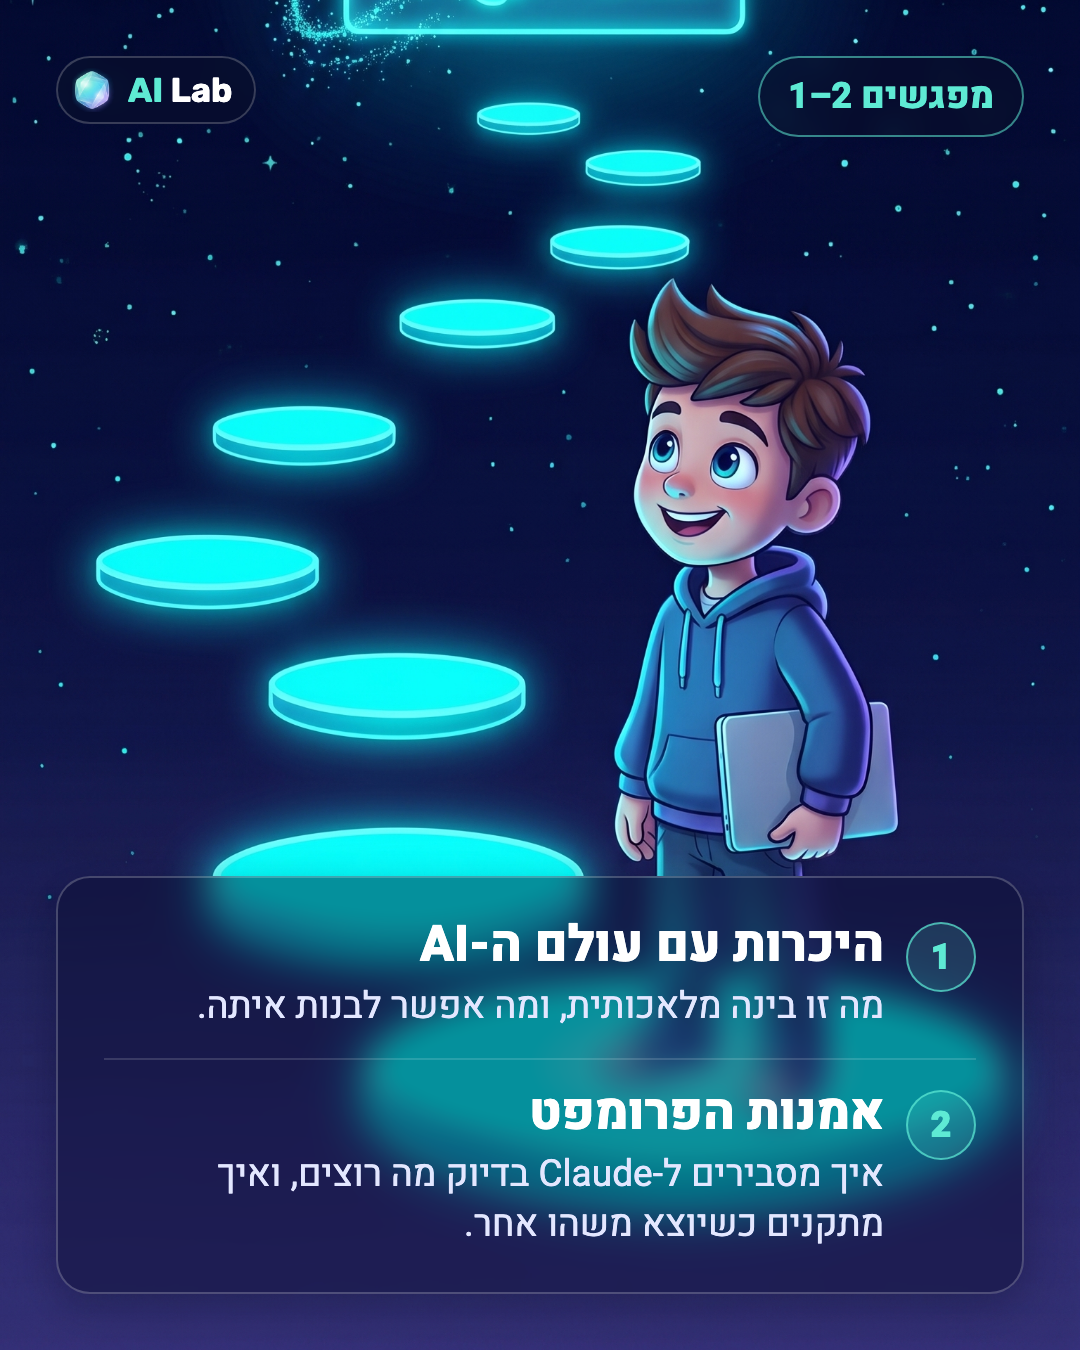 AI Lab
מפגשים 1–2
1
היכרות עם עולם ה-AI
מה זו בינה מלאכותית, ומה אפשר לבנות איתה.
2
אמנות הפרומפט
איך מסבירים ל-Claude בדיוק מה רוצים, ואיך
מתקנים כשיוצא משהו אחר.